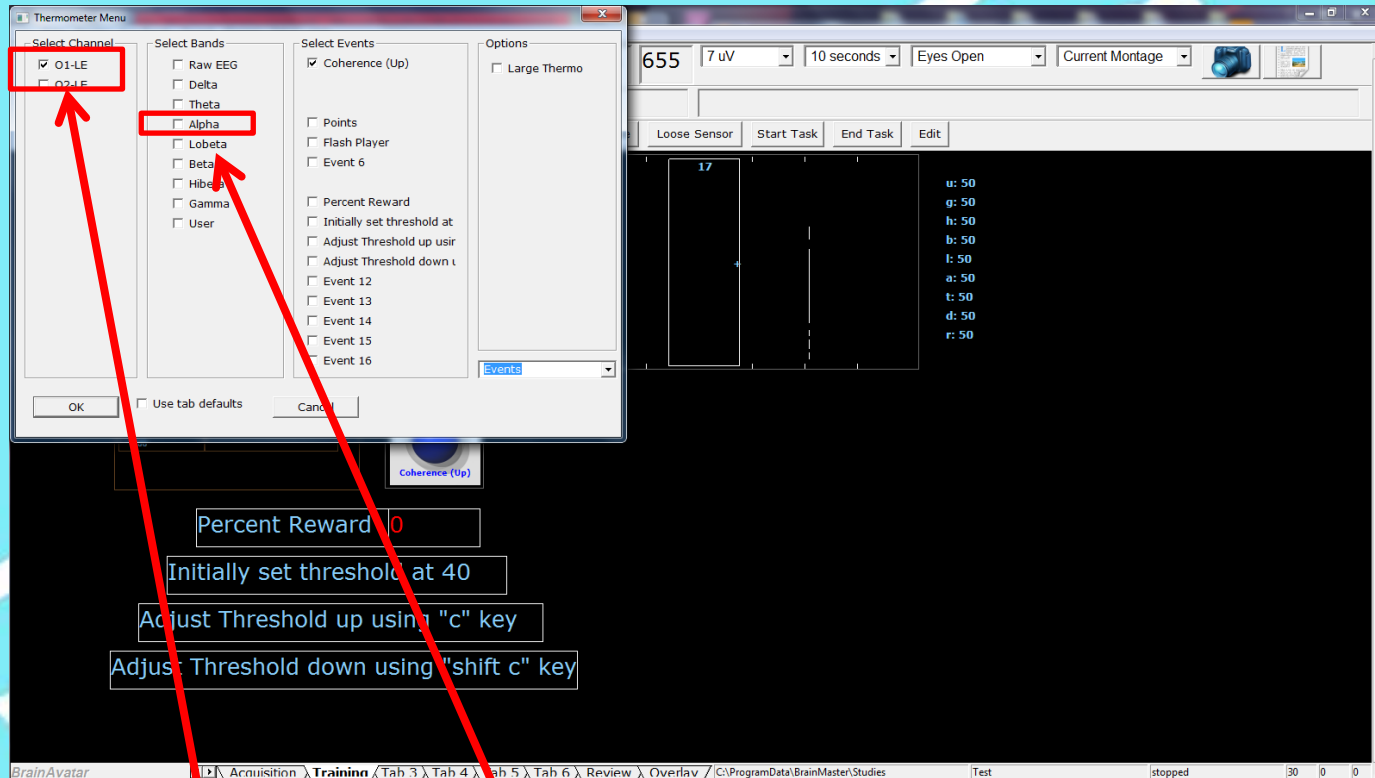 Thermometer Menu
Select Channel
O1-LE
O2-LE
Select Bands
Raw EEG
Delta
Theta
Alpha
Lobeta
Beta
Gamma
User
Select Events
Coherence (Up)
Points
Flash Player
Event 6
Percent Reward
Initially set threshold at
Adjust Threshold up usir
Adjust Threshold down u
Event 12
Event 13
Event 14
Event 15
Event 16
Options
Large Thermo
Events
OK
Use tab defaults
Cancel
655
7 uV
10 seconds
Eyes Open
Current Montage
Loose Sensor
Start Task
End Task
Edit
17
u: 50
g: 50
h: 50
b: 50
l: 50
a: 50
t: 50
d: 50
r: 50
Coherence (Up)
Percent Reward 0
Initially set threshold at 40
Adjust Threshold up using "c" key
Adjust Threshold down using "shift c" key
BrainAvatar
Acquisition Training Tab 3 Tab 4 Tab 5 Tab 6 Review Overlay C:\ProgramData\BrainMaster\Studies Test stopped 30 0 0